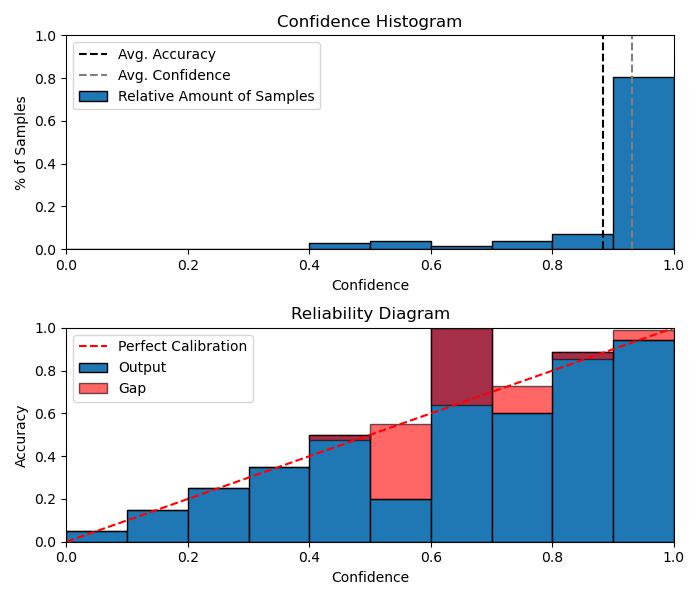 Confidence Histogram
1.0
0.8
0.6
0.4
0.2
0.0
% of Samples
Avg. Accuracy
Avg. Confidence
Relative Amount of Samples
0.0 0.2 0.4 0.6 0.8 1.0
Confidence
Reliability Diagram
1.0
0.8
0.6
0.4
0.2
0.0
Accuracy
Perfect Calibration
Output
Gap
0.0 0.2 0.4 0.6 0.8 1.0
Confidence